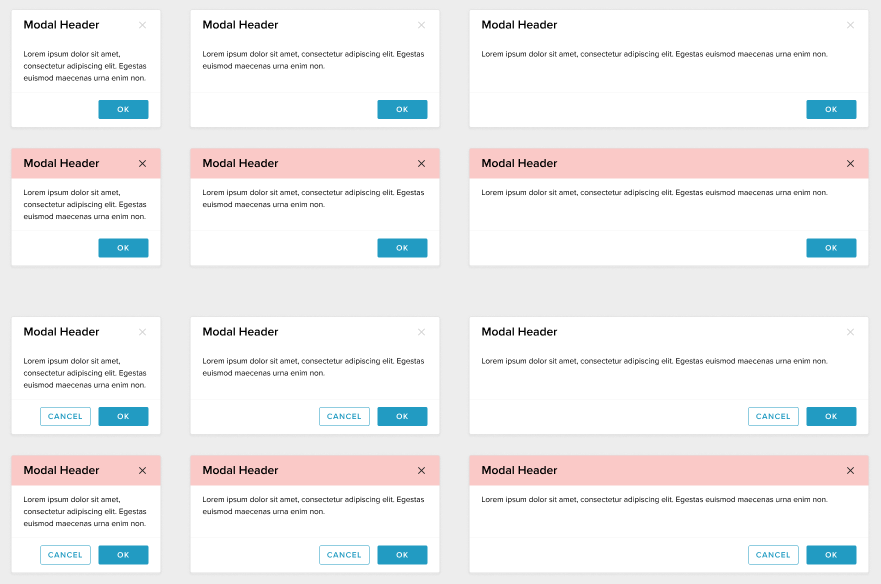 Modal Header ×
Lorem ipsum dolor sit amet,
consectetur adipiscing elit. Egestas
euismod maecenas urna enim non.
OK
Modal Header ×
Lorem ipsum dolor sit amet, consectetur adipiscing elit. Egestas
euismod maecenas urna enim non.
OK
Modal Header ×
Lorem ipsum dolor sit amet, consectetur adipiscing elit. Egestas euismod maecenas urna enim non.
OK
Modal Header ×
Lorem ipsum dolor sit amet,
consectetur adipiscing elit. Egestas
euismod maecenas urna enim non.
OK
Modal Header ×
Lorem ipsum dolor sit amet, consectetur adipiscing elit. Egestas
euismod maecenas urna enim non.
OK
Modal Header ×
Lorem ipsum dolor sit amet, consectetur adipiscing elit. Egestas euismod maecenas urna enim non.
OK
Modal Header ×
Lorem ipsum dolor sit amet,
consectetur adipiscing elit. Egestas
euismod maecenas urna enim non.
CANCEL OK
Modal Header ×
Lorem ipsum dolor sit amet, consectetur adipiscing elit. Egestas
euismod maecenas urna enim non.
CANCEL OK
Modal Header ×
Lorem ipsum dolor sit amet, consectetur adipiscing elit. Egestas euismod maecenas urna enim non.
CANCEL OK
Modal Header ×
Lorem ipsum dolor sit amet,
consectetur adipiscing elit. Egestas
euismod maecenas urna enim non.
CANCEL OK
Modal Header ×
Lorem ipsum dolor sit amet, consectetur adipiscing elit. Egestas
euismod maecenas urna enim non.
CANCEL OK
Modal Header ×
Lorem ipsum dolor sit amet, consectetur adipiscing elit. Egestas euismod maecenas urna enim non.
CANCEL OK